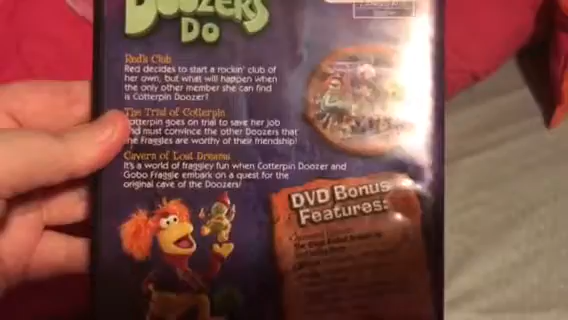 Doozers
Do
Red's Club
Red decides to start a rockin' club of
her own, but what will happen when
the only other member she can find
is Cotterpin Doozer?
The Trial of Cotterpin
Cotterpin goes on trial to save her job
and must convince the other Doozers that
the Fraggles are worthy of their friendship!
Cavern of Lost Dreams
It's a world of fraggley fun when Cotterpin Doozer and
Gobo Fraggle embark on a quest for the
original cave of the Doozers!
DVD Bonus
Features: